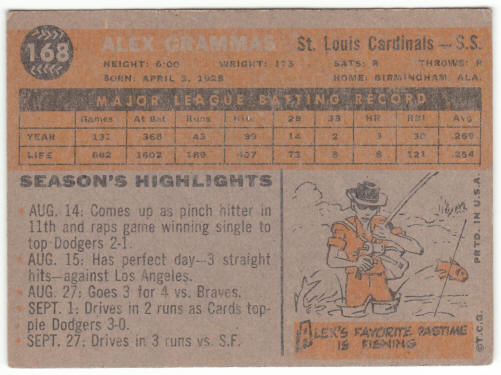 168
ALEX GRAMMAS St. Louis Cardinals — S.S.
HEIGHT: 6:00 WEIGHT: 175 BATS: R THROWS: R
BORN: APRIL 3, 1928 HOME: BIRMINGHAM, ALA.
MAJOR LEAGUE BATTING RECORD
Games At Bat Runs Hits 2B 3B HR RBI Avg.
YEAR 131 368 43 99 14 2 3 30 .269
LIFE 602 1602 189 407 73 8 8 121 .254
SEASON'S HIGHLIGHTS
• AUG. 14: Comes up as pinch hitter in
11th and raps game winning single to
top Dodgers 2-1.
• AUG. 15: Has perfect day—3 straight
hits—against Los Angeles.
AUG. 27: Goes 3 for 4 vs. Braves.
• SEPT. 1: Drives in 2 runs as Cards top-
ple Dodgers 3-0.
• SEPT. 27: Drives in 3 runs vs. S.F.
ALEX'S FAVORITE PASTIME
IS FISHING
©T.C.G. PRTD. IN U.S.A.